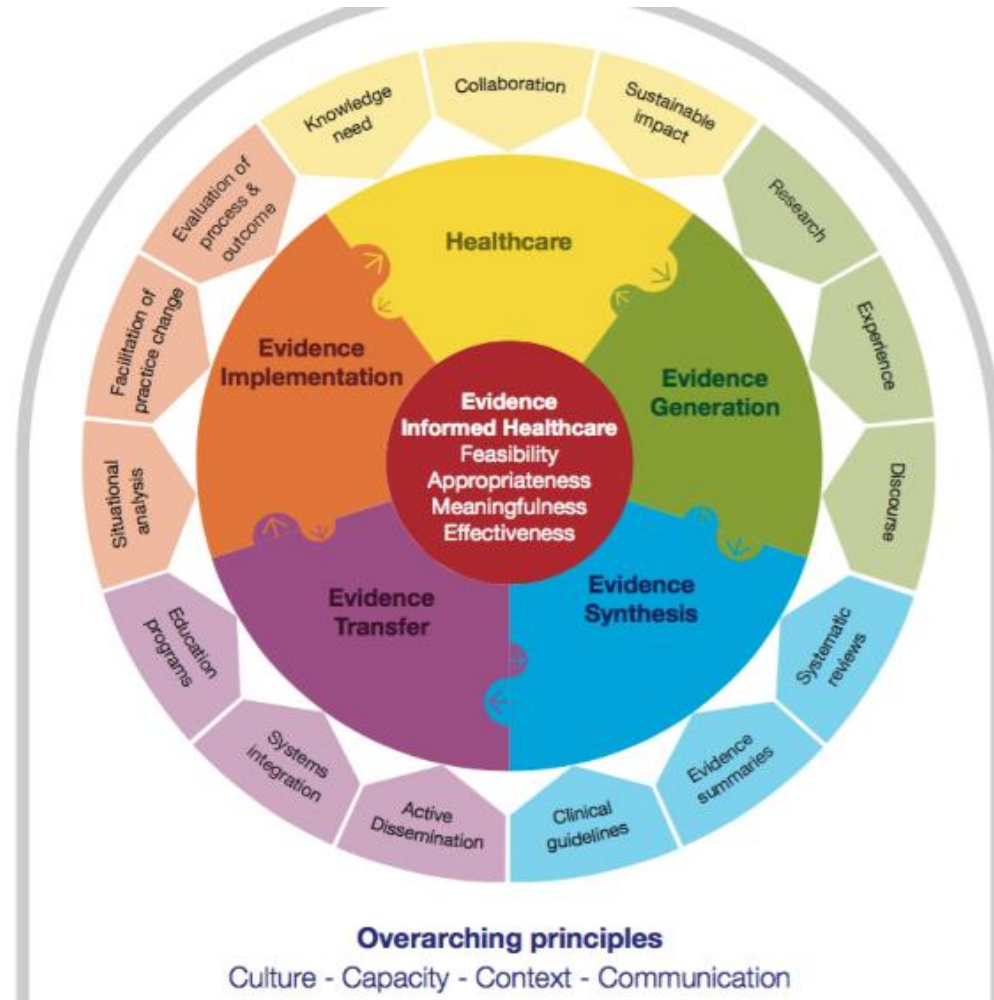 Knowledge
need
Collaboration
Sustainable
impact
Research
Experience
Discourse
Systematic
reviews
Evidence
summaries
Clinical
guidelines
Active
Dissemination
Systems
integration
Education
programs
Situational
analysis
Facilitation of
practice change
Evaluation of
process &
outcome
Healthcare
Evidence
Generation
Evidence
Synthesis
Evidence
Transfer
Evidence
Implementation
Evidence
Informed Healthcare
Feasibility
Appropriateness
Meaningfulness
Effectiveness
Overarching principles
Culture - Capacity - Context - Communication